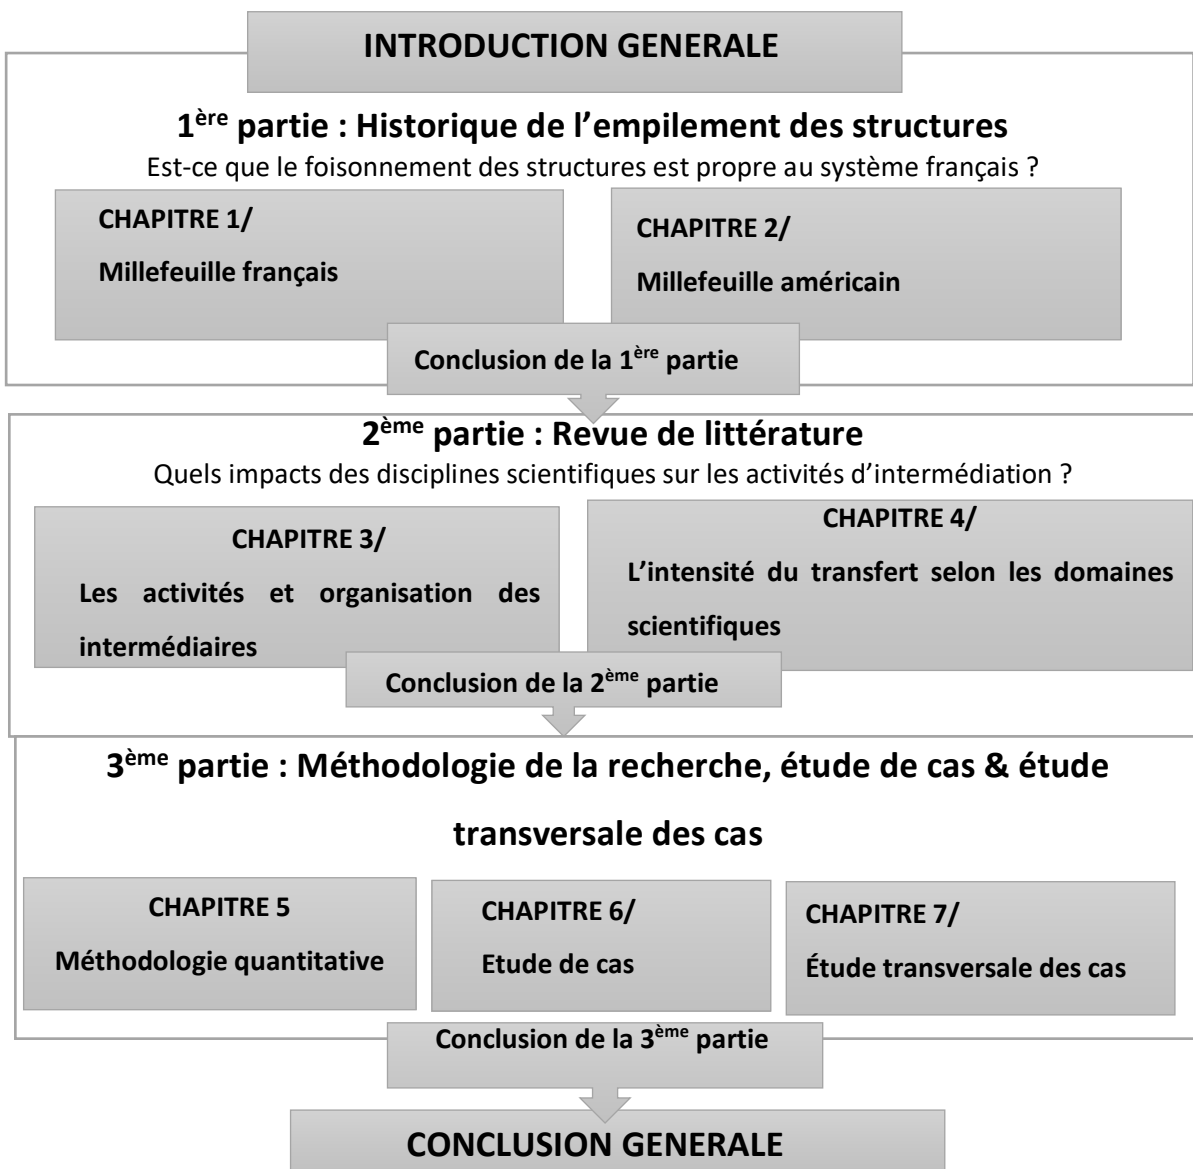 INTRODUCTION GENERALE
1ère partie : Historique de l’empilement des structures
Est-ce que le foisonnement des structures est propre au système français ?
CHAPITRE 1/
Millefeuille français
CHAPITRE 2/
Millefeuille américain
Conclusion de la 1ère partie
2ème partie : Revue de littérature
Quels impacts des disciplines scientifiques sur les activités d’intermédiation ?
CHAPITRE 3/
Les activités et organisation des
intermédiaires
CHAPITRE 4/
L’intensité du transfert selon les domaines
scientifiques
Conclusion de la 2ème partie
3ème partie : Méthodologie de la recherche, étude de cas & étude
transversale des cas
CHAPITRE 5
Méthodologie quantitative
CHAPITRE 6/
Etude de cas
CHAPITRE 7/
Étude transversale des cas
Conclusion de la 3ème partie
CONCLUSION GENERALE